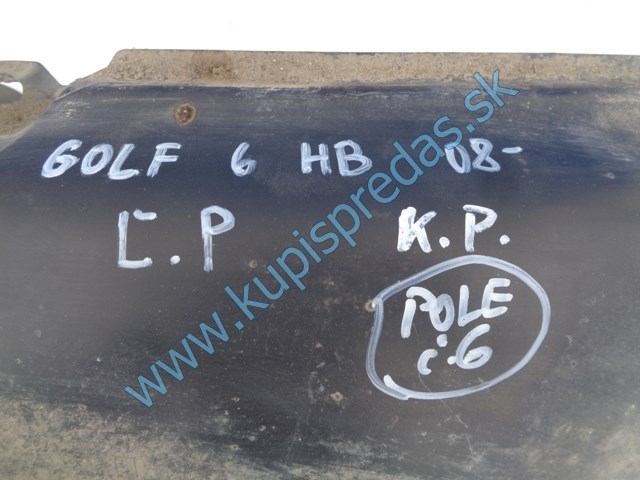 GOLF 6 HB 08-
Ľ.P K.P.
POLE
č.6
www.kupispredas.sk